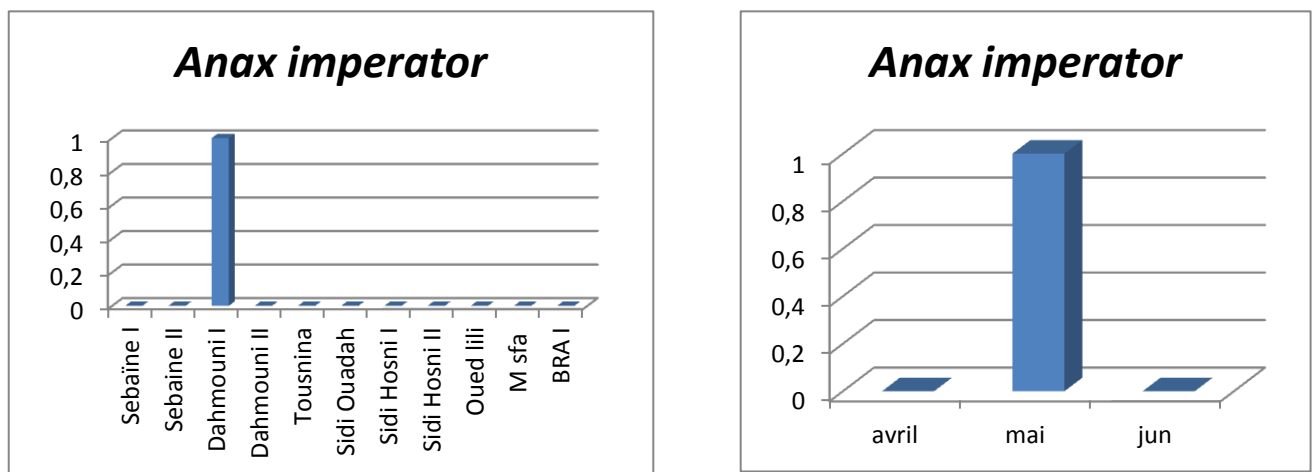 Anax imperator
1
0,8
0,6
0,4
0,2
0
Sebaïne I
Sebaine II
Dahmouni I
Dahmouni II
Tousnina
Sidi Ouadah
Sidi Hosni I
Sidi Hosni II
Oued lili
M sfa
BRA I
Anax imperator
1
0,8
0,6
0,4
0,2
0
avril mai jun